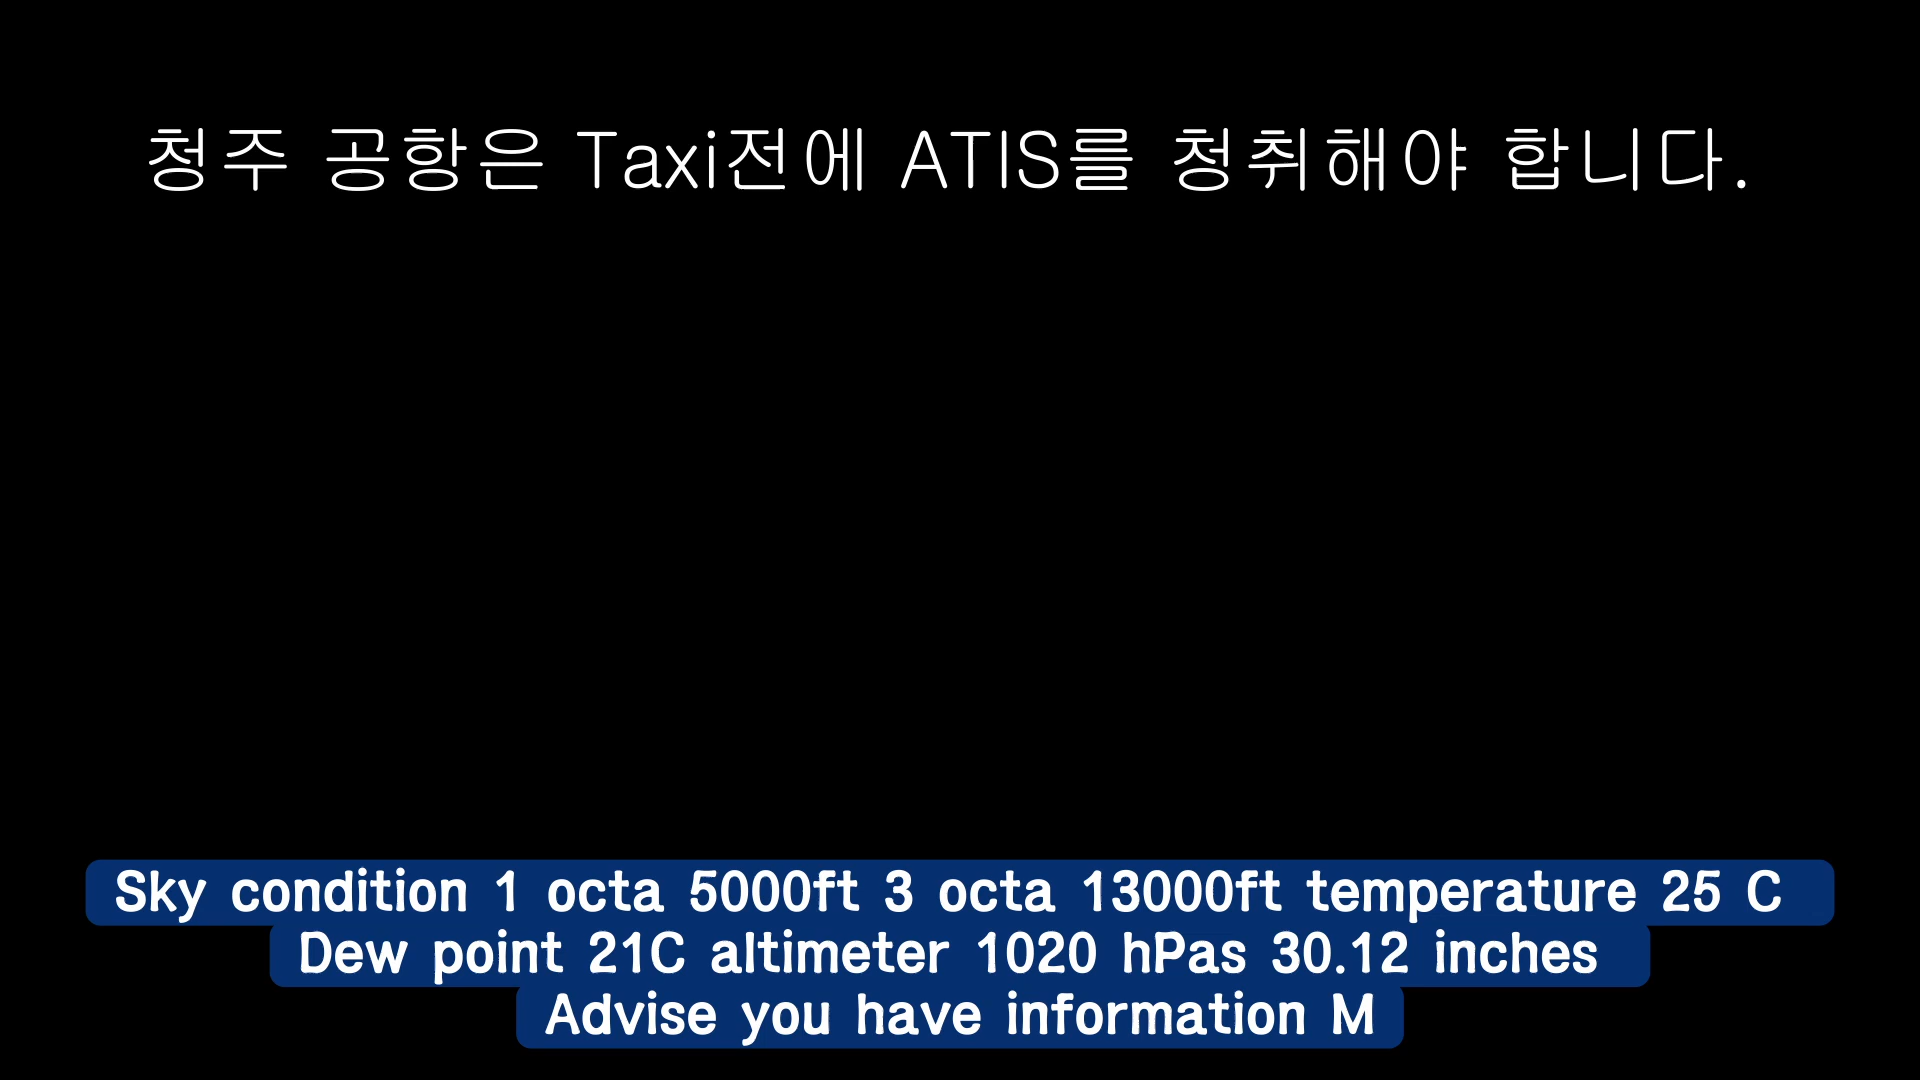 청주 공항은 Taxi전에 ATIS를 청취해야 합니다.
Sky condition 1 octa 5000ft 3 octa 13000ft temperature 25 C
Dew point 21C altimeter 1020 hPas 30.12 inches
Advise you have information M